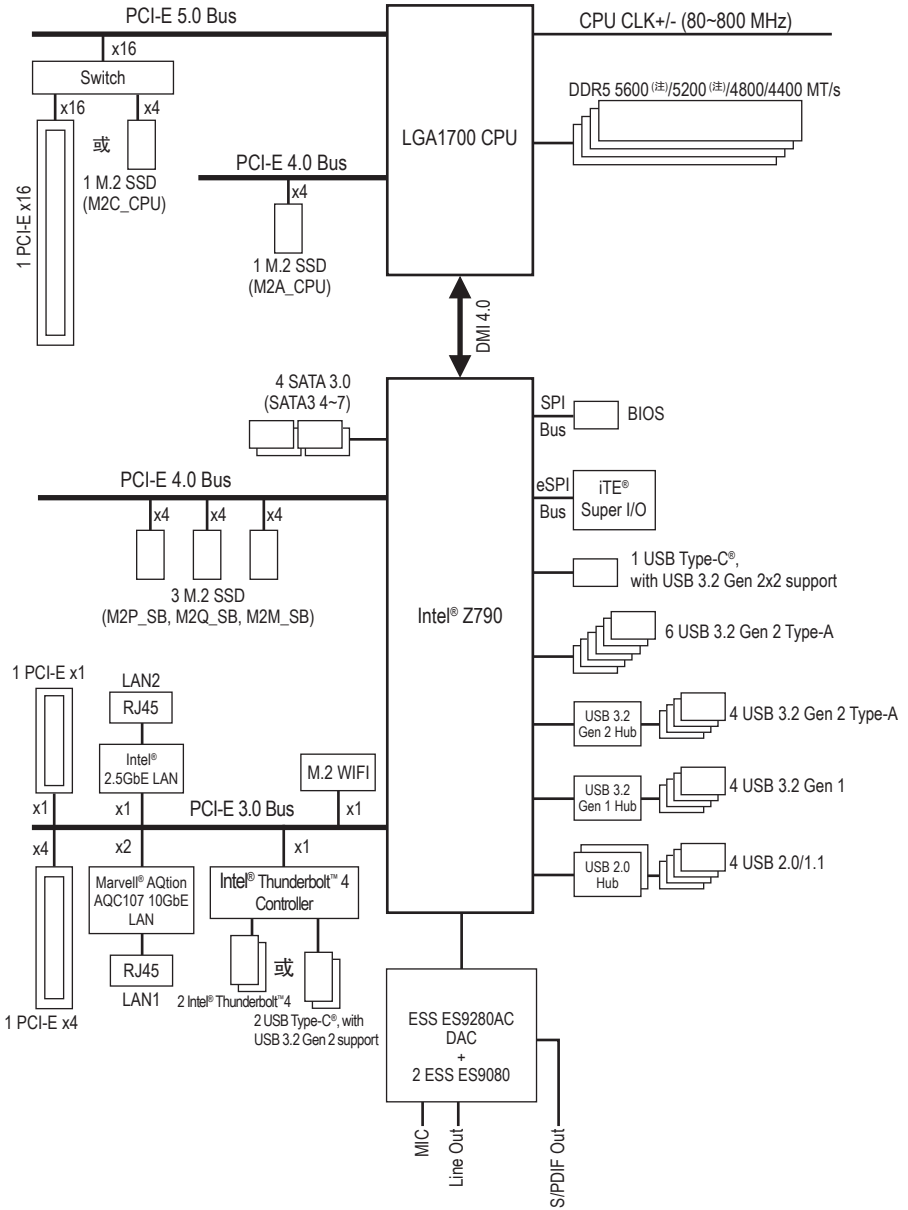 PCI-E 5.0 Bus
CPU CLK+/- (80~800 MHz)
x16
Switch
x16
x4
DDR5 5600 (注)/5200 (注)/4800/4400 MT/s
或
LGA1700 CPU
1 PCI-E x16
1 M.2 SSD
(M2C_CPU)
PCI-E 4.0 Bus
x4
1 M.2 SSD
(M2A_CPU)
DMI 4.0
4 SATA 3.0
(SATA3 4~7)
SPI
Bus
BIOS
PCI-E 4.0 Bus
eSPI
Bus
iTE®
Super I/O
x4
x4
x4
1 USB Type-C®,
with USB 3.2 Gen 2x2 support
3 M.2 SSD
(M2P_SB, M2Q_SB, M2M_SB)
Intel® Z790
6 USB 3.2 Gen 2 Type-A
1 PCI-E x1
LAN2
RJ45
Intel®
2.5GbE LAN
M.2 WIFI
USB 3.2
Gen 2 Hub
4 USB 3.2 Gen 2 Type-A
x1
x1
PCI-E 3.0 Bus
x1
USB 3.2
Gen 1 Hub
4 USB 3.2 Gen 1
x4
x2
x1
Marvell® AQtion
AQC107 10GbE
LAN
Intel® Thunderbolt™ 4
Controller
USB 2.0
Hub
4 USB 2.0/1.1
RJ45
LAN1
或
1 PCI-E x4
2 Intel® Thunderbolt™ 4
2 USB Type-C®, with
USB 3.2 Gen 2 support
ESS ES9280AC
DAC
+
2 ESS ES9080
MIC
Line Out
S/PDIF Out